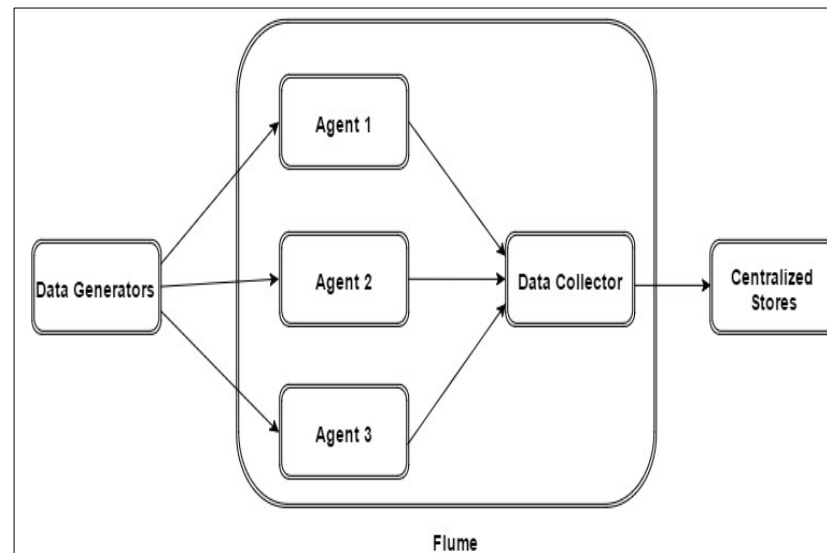 Agent 1
Data Generators
Agent 2
Data Collector
Centralized
Stores
Agent 3
Flume